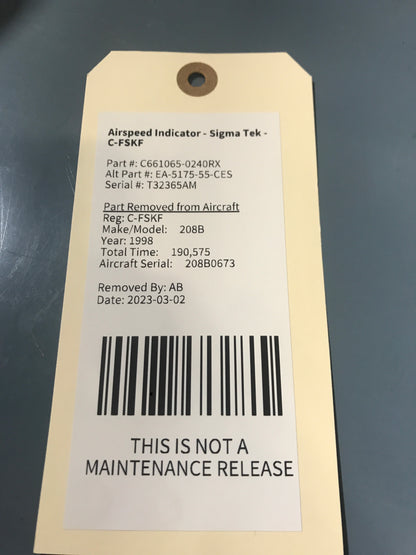 Airspeed Indicator - Sigma Tek -
C-FSKF
Part #: C661065-0240RX
Alt Part #: EA-5175-55-CES
Serial #: T32365AM
Part Removed from Aircraft
Reg: C-FSKF
Make/Model: 208B
Year: 1998
Total Time: 190,575
Aircraft Serial: 208B0673
Removed By: AB
Date: 2023-03-02
THIS IS NOT A
MAINTENANCE RELEASE